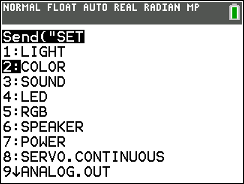 NORMAL FLOAT AUTO REAL RADIAN MP
Send("SET
1:LIGHT
2:COLOR
3:SOUND
4:LED
5:RGB
6:SPEAKER
7:POWER
8:SERVO.CONTINUOUS
9↓ANALOG.OUT